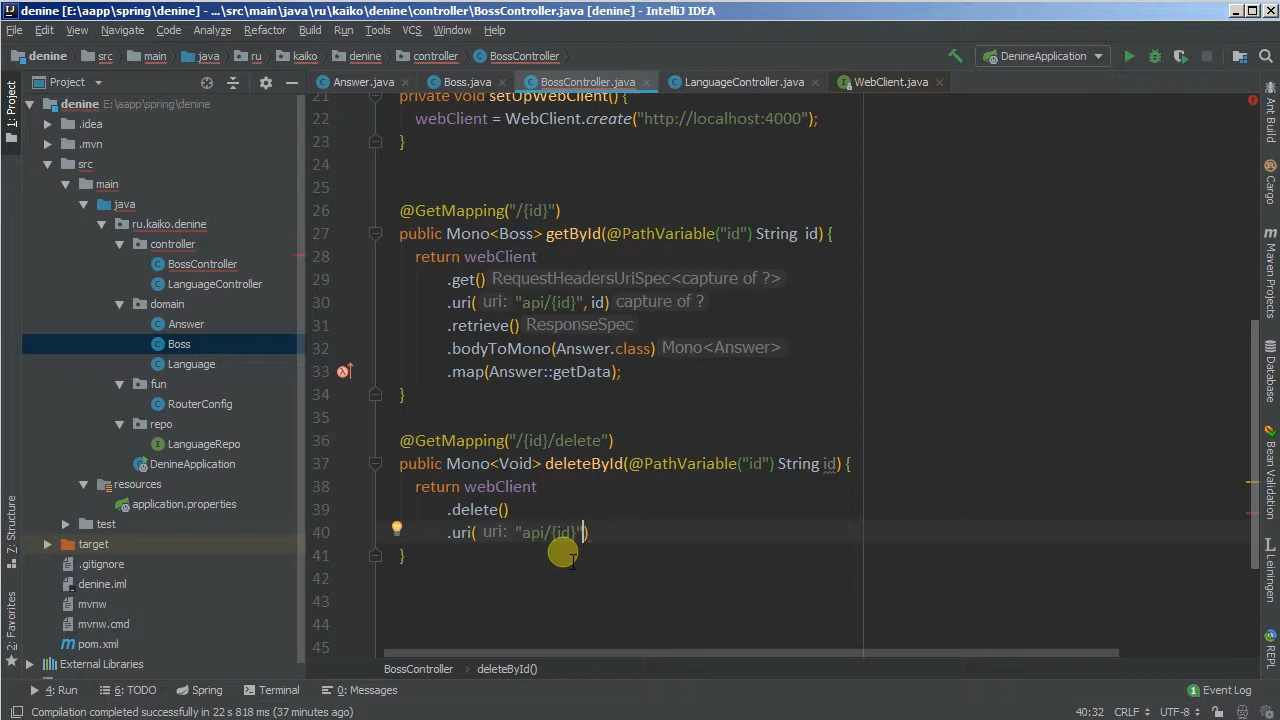 denine [E:\aapp\spring\denine] - ...\src\main\java\ru\kaiko\denine\controller\BossController.java [denine] - IntelliJ IDEA
File Edit View Navigate Code Analyze Refactor Build Run Tools VCS Window Help
denine src main java ru kaiko denine controller BossController DenineApplication
Project Answer.java Boss.java BossController.java LanguageController.java WebClient.java
1: Project
7: Structure
2: Favorites
denine E:\aapp\spring\denine
.idea
.mvn
src
main
java
ru.kaiko.denine
controller
BossController
LanguageController
domain
Answer
Boss
Language
fun
RouterConfig
repo
LanguageRepo
DenineApplication
resources
application.properties
test
target
.gitignore
denine.iml
mvnw
mvnw.cmd
pom.xml
External Libraries
21 private void setUpWebClient() {
22 webClient = WebClient.create("http://localhost:4000");
23 }
24
25
26 @GetMapping("/{id}")
27 public Mono<Boss> getById(@PathVariable("id") String id) {
28 return webClient
29 .get() RequestHeadersUriSpec<capture of ?>
30 .uri( uri: "api/{id}", id) capture of ?
31 .retrieve() ResponseSpec
32 .bodyToMono(Answer.class) Mono<Answer>
33 .map(Answer::getData);
34 }
35
36 @GetMapping("/{id}/delete")
37 public Mono<Void> deleteById(@PathVariable("id") String id) {
38 return webClient
39 .delete()
40 .uri( uri: "api/{id}")
41 }
42
43
44
45
Ant Build
Cargo
Maven Projects
Database
Bean Validation
Leiningen
REPL
BossController deleteById()
4: Run 6: TODO Spring Terminal 0: Messages 1 Event Log
Compilation completed successfully in 22 s 818 ms (37 minutes ago) 40:32 CRLF UTF-8